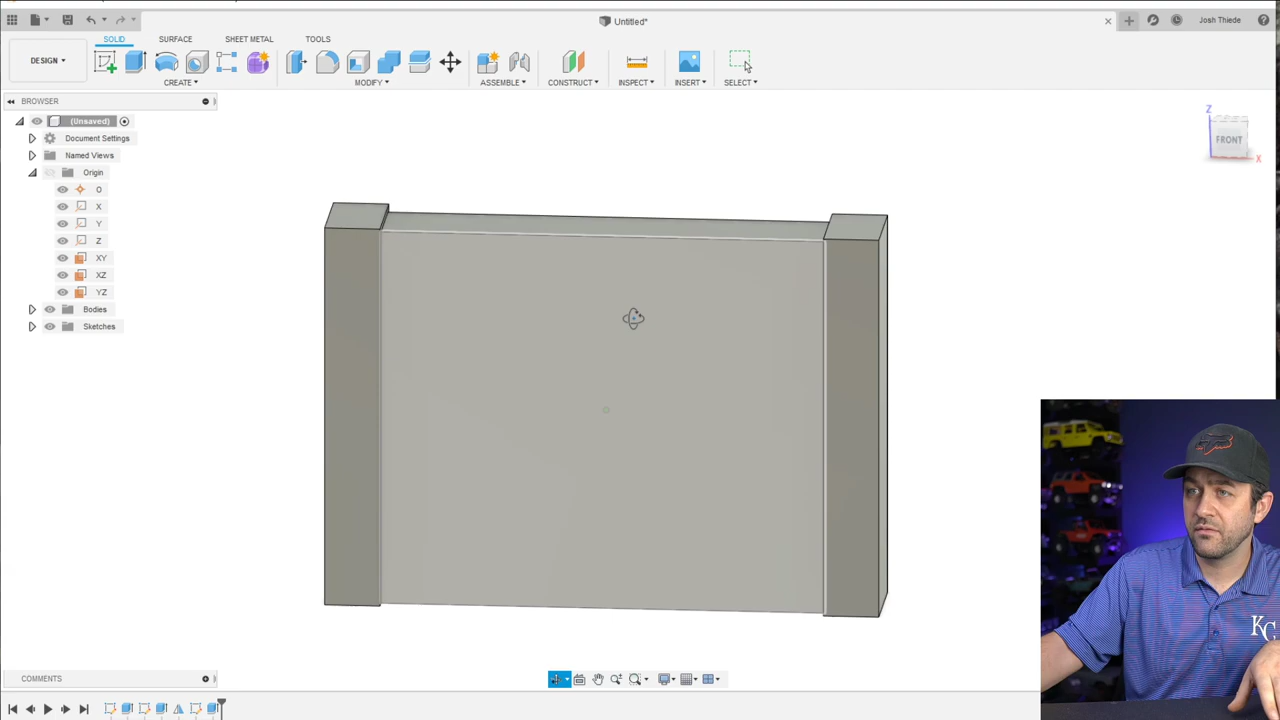 Untitled*
Josh Thiede
DESIGN
SOLID
SURFACE
SHEET METAL
TOOLS
CREATE
MODIFY
ASSEMBLE
CONSTRUCT
INSPECT
INSERT
SELECT
BROWSER
(Unsaved)
Document Settings
Named Views
Origin
O
X
Y
Z
XY
XZ
YZ
Bodies
Sketches
Z
FRONT
X
KC
COMMENTS